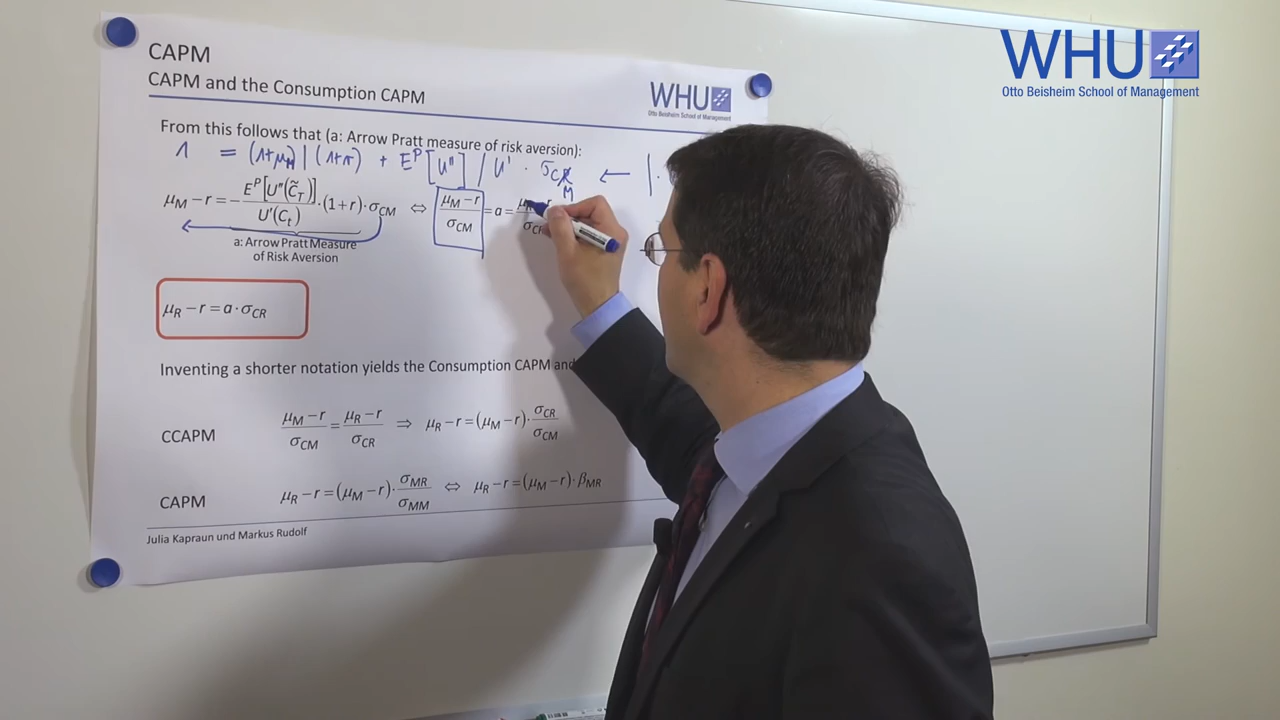 WHU
Otto Beisheim School of Management
CAPM
CAPM and the Consumption CAPM
WHU
Otto Beisheim School of Management
From this follows that (a: Arrow Pratt measure of risk aversion):
1 = (1+μM) | (1+r) + E^P[U''] | U' · σCM ← | ·
μM − r = − E^P[U''(c̃T)] / U'(Ct) · (1+r) · σCM ⇔ (μM − r) / σCM = a =
a: Arrow Pratt Measure
of Risk Aversion
μR − r = a · σCR
Inventing a shorter notation yields the Consumption CAPM and
CCAPM (μM − r) / σCM = (μR − r) / σCR ⇒ μR − r = (μM − r) · σCR / σCM
CAPM μR − r = (μM − r) · σMR / σMM ⇔ μR − r = (μM − r) · βMR
Julia Kapraun und Markus Rudolf